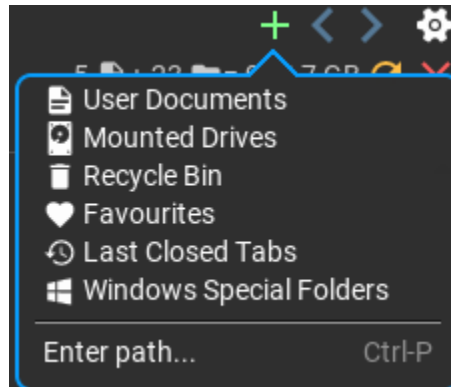 User Documents
Mounted Drives
Recycle Bin
Favourites
Last Closed Tabs
Windows Special Folders
Enter path... Ctrl-P